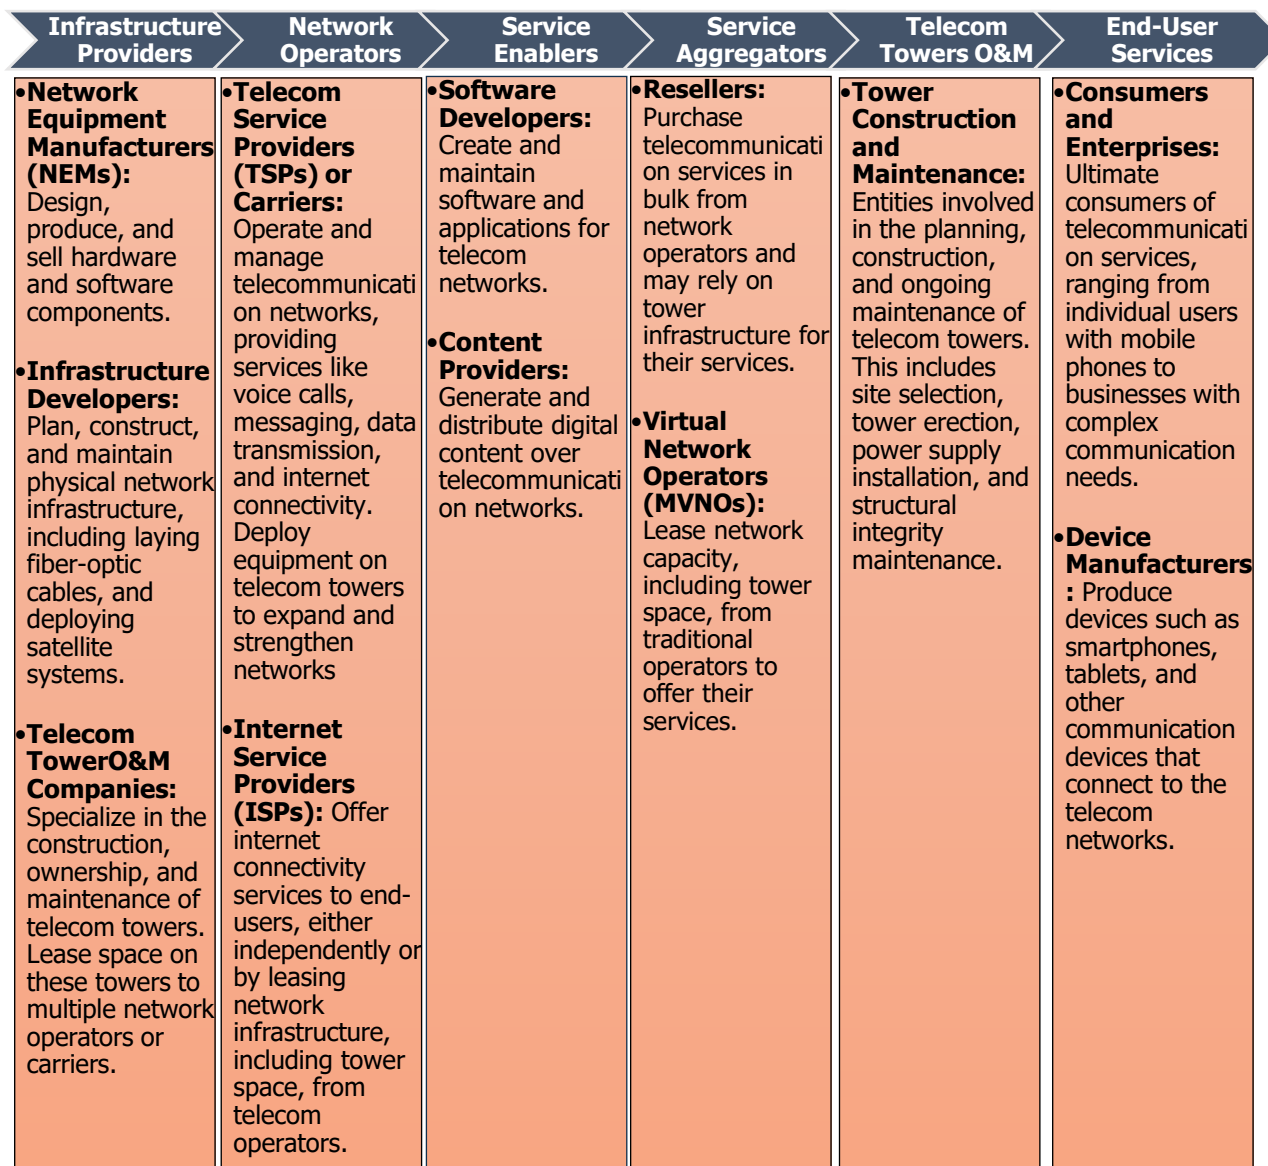 Infrastructure
Providers
Network
Operators
Service
Enablers
Service
Aggregators
Telecom
Towers O&M
End-User
Services
•Network
Equipment
Manufacturers
(NEMs):
Design,
produce, and
sell hardware
and software
components.
•Infrastructure
Developers:
Plan, construct,
and maintain
physical network
infrastructure,
including laying
fiber-optic
cables, and
deploying
satellite
systems.
•Telecom
TowerO&M
Companies:
Specialize in the
construction,
ownership, and
maintenance of
telecom towers.
Lease space on
these towers to
multiple network
operators or
carriers.
•Telecom
Service
Providers
(TSPs) or
Carriers:
Operate and
manage
telecommunicati
on networks,
providing
services like
voice calls,
messaging, data
transmission,
and internet
connectivity.
Deploy
equipment on
telecom towers
to expand and
strengthen
networks
•Internet
Service
Providers
(ISPs): Offer
internet
connectivity
services to end-
users, either
independently or
by leasing
network
infrastructure,
including tower
space, from
telecom
operators.
•Software
Developers:
Create and
maintain
software and
applications for
telecom
networks.
•Content
Providers:
Generate and
distribute digital
content over
telecommunicati
on networks.
•Resellers:
Purchase
telecommunicati
on services in
bulk from
network
operators and
may rely on
tower
infrastructure for
their services.
•Virtual
Network
Operators
(MVNOs):
Lease network
capacity,
including tower
space, from
traditional
operators to
offer their
services.
•Tower
Construction
and
Maintenance:
Entities involved
in the planning,
construction,
and ongoing
maintenance of
telecom towers.
This includes
site selection,
tower erection,
power supply
installation, and
structural
integrity
maintenance.
•Consumers
and
Enterprises:
Ultimate
consumers of
telecommunicati
on services,
ranging from
individual users
with mobile
phones to
businesses with
complex
communication
needs.
•Device
Manufacturers
: Produce
devices such as
smartphones,
tablets, and
other
communication
devices that
connect to the
telecom
networks.